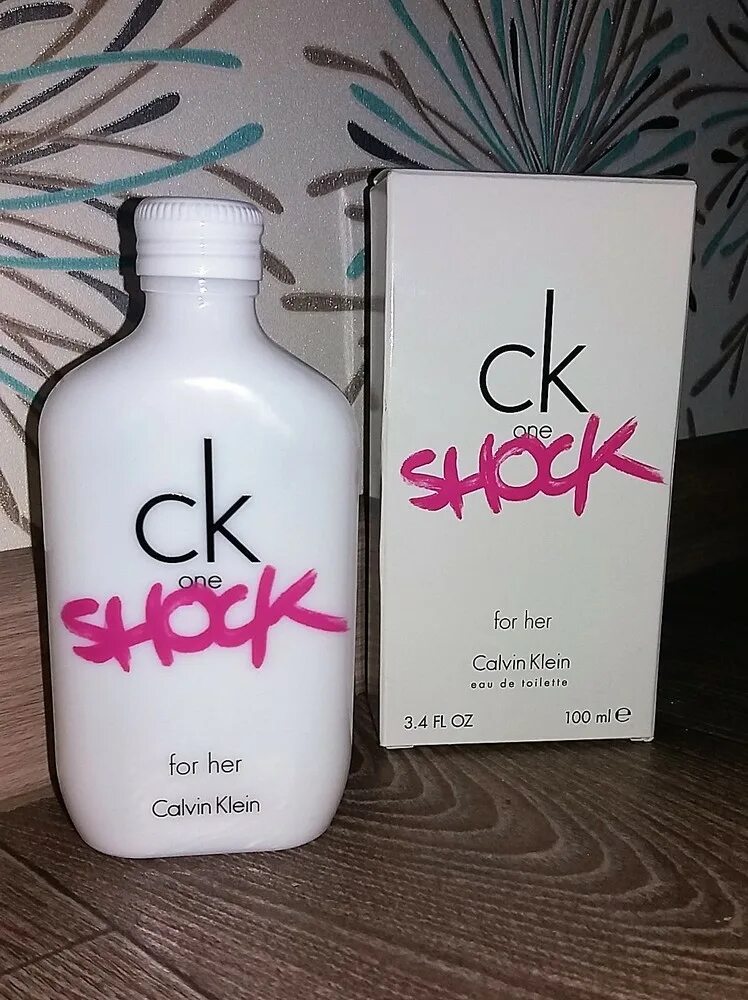 ck
one
SHOCK
for her
Calvin Klein
ck
one
SHOCK
for her
Calvin Klein
eau de toilette
3.4 FL OZ 100 ml ℮